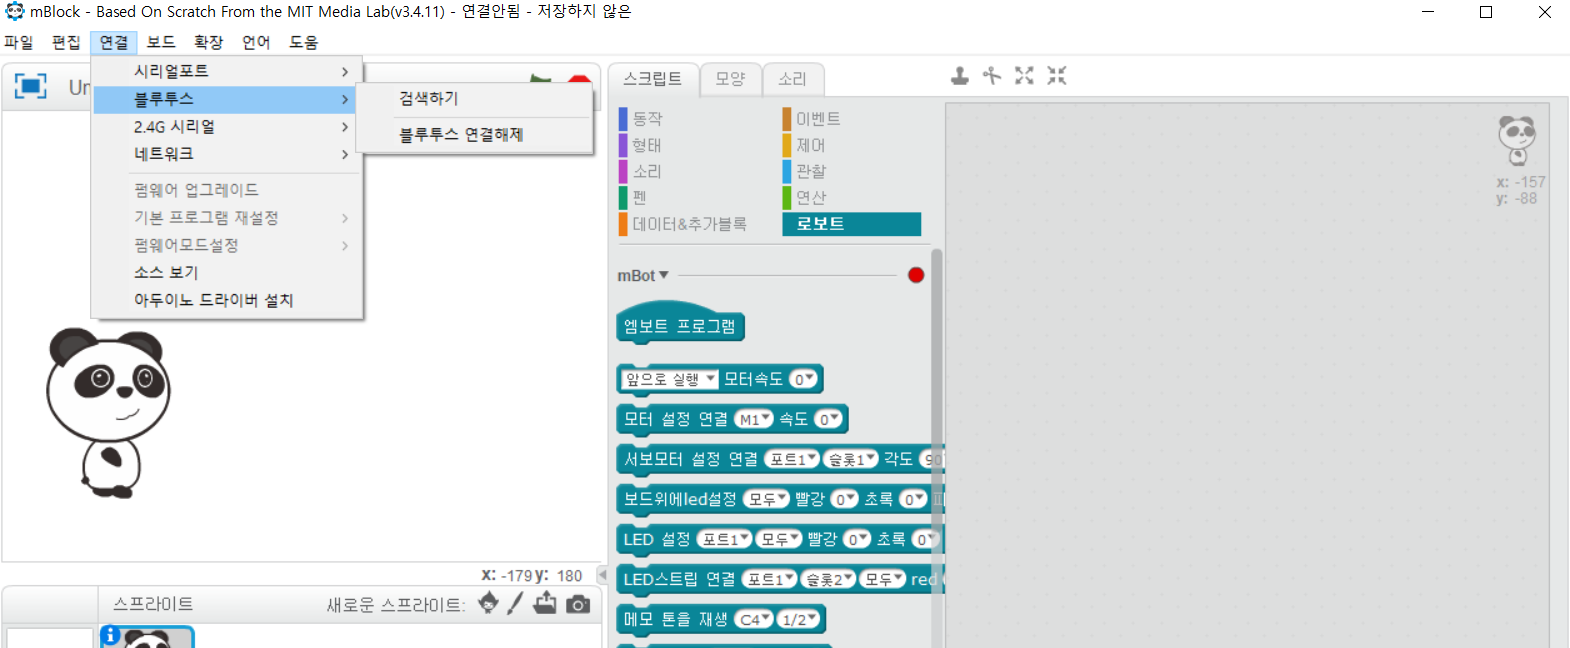 mBlock - Based On Scratch From the MIT Media Lab(v3.4.11) - 연결안됨 - 저장하지 않은
파일 편집 연결 보드 확장 언어 도움
시리얼포트
블루투스
2.4G 시리얼
네트워크
펌웨어 업그레이드
기본 프로그램 재설정
펌웨어모드설정
소스 보기
아두이노 드라이버 설치
검색하기
블루투스 연결해제
Un
x: -179 y: 180
스프라이트 새로운 스프라이트:
스크립트 모양 소리
동작 이벤트
형태 제어
소리 관찰
펜 연산
데이터&추가블록 로보트
mBot
엠보트 프로그램
앞으로 실행 모터속도 0
모터 설정 연결 M1 속도 0
서보모터 설정 연결 포트1 슬롯1 각도 90
보드위에led설정 모두 빨강 0 초록 0
LED 설정 포트1 모두 빨강 0 초록 0
LED스트립 연결 포트1 슬롯2 모두 red
메모 톤을 재생 C4 1/2
x: -157
y: -88